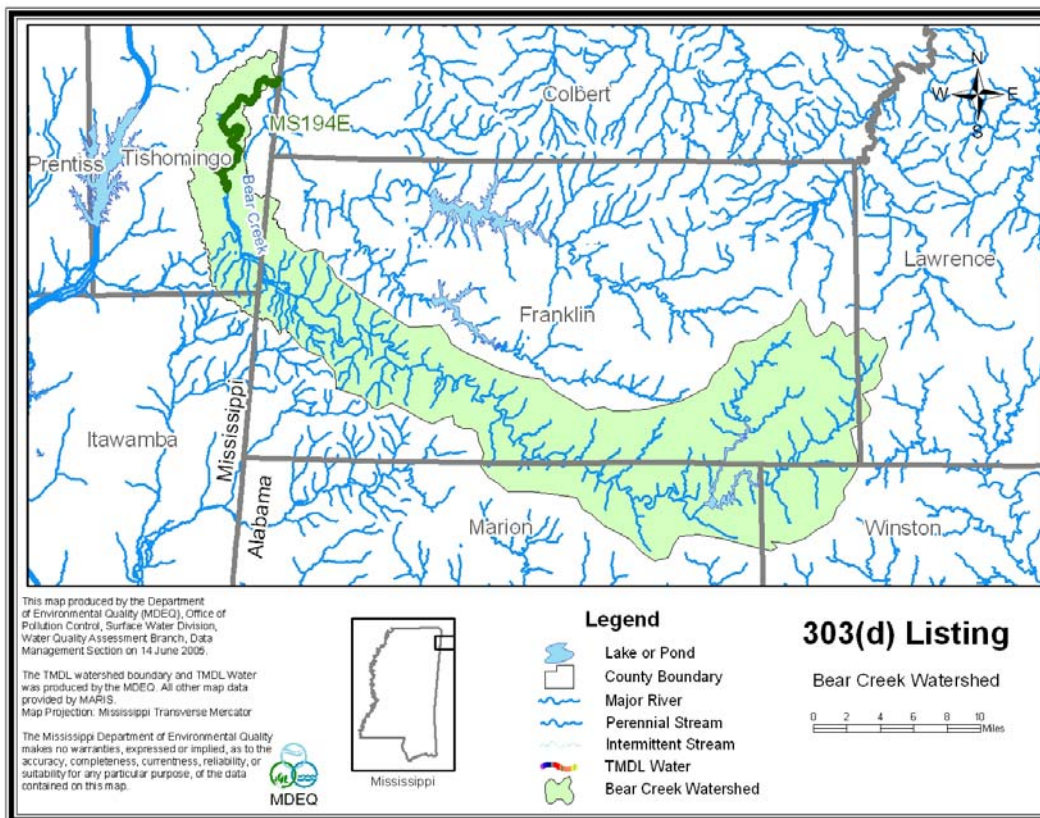 N
W E
S
Colbert
MS194E
Prentiss
Tishomingo
Bear Creek
Lawrence
Franklin
Itawamba
Mississippi
Alabama
Marion
Winston
This map produced by the Department
of Environmental Quality (MDEQ), Office of
Pollution Control, Surface Water Division,
Water Quality Assessment Branch, Data
Management Section on 14 June 2005.
The TMDL watershed boundary and TMDL Water
was produced by the MDEQ. All other map data
provided by MARIS.
Map Projection: Mississippi Transverse Mercator
The Mississippi Department of Environmental Quality
makes no warranties, expressed or implied, as to the
accuracy, completeness, currentness, reliability, or
suitability for any particular purpose, of the data
contained on this map.
MDEQ
Mississippi
Legend
Lake or Pond
County Boundary
Major River
Perennial Stream
Intermittent Stream
TMDL Water
Bear Creek Watershed
303(d) Listing
Bear Creek Watershed
0 2 4 6 8 10
Miles